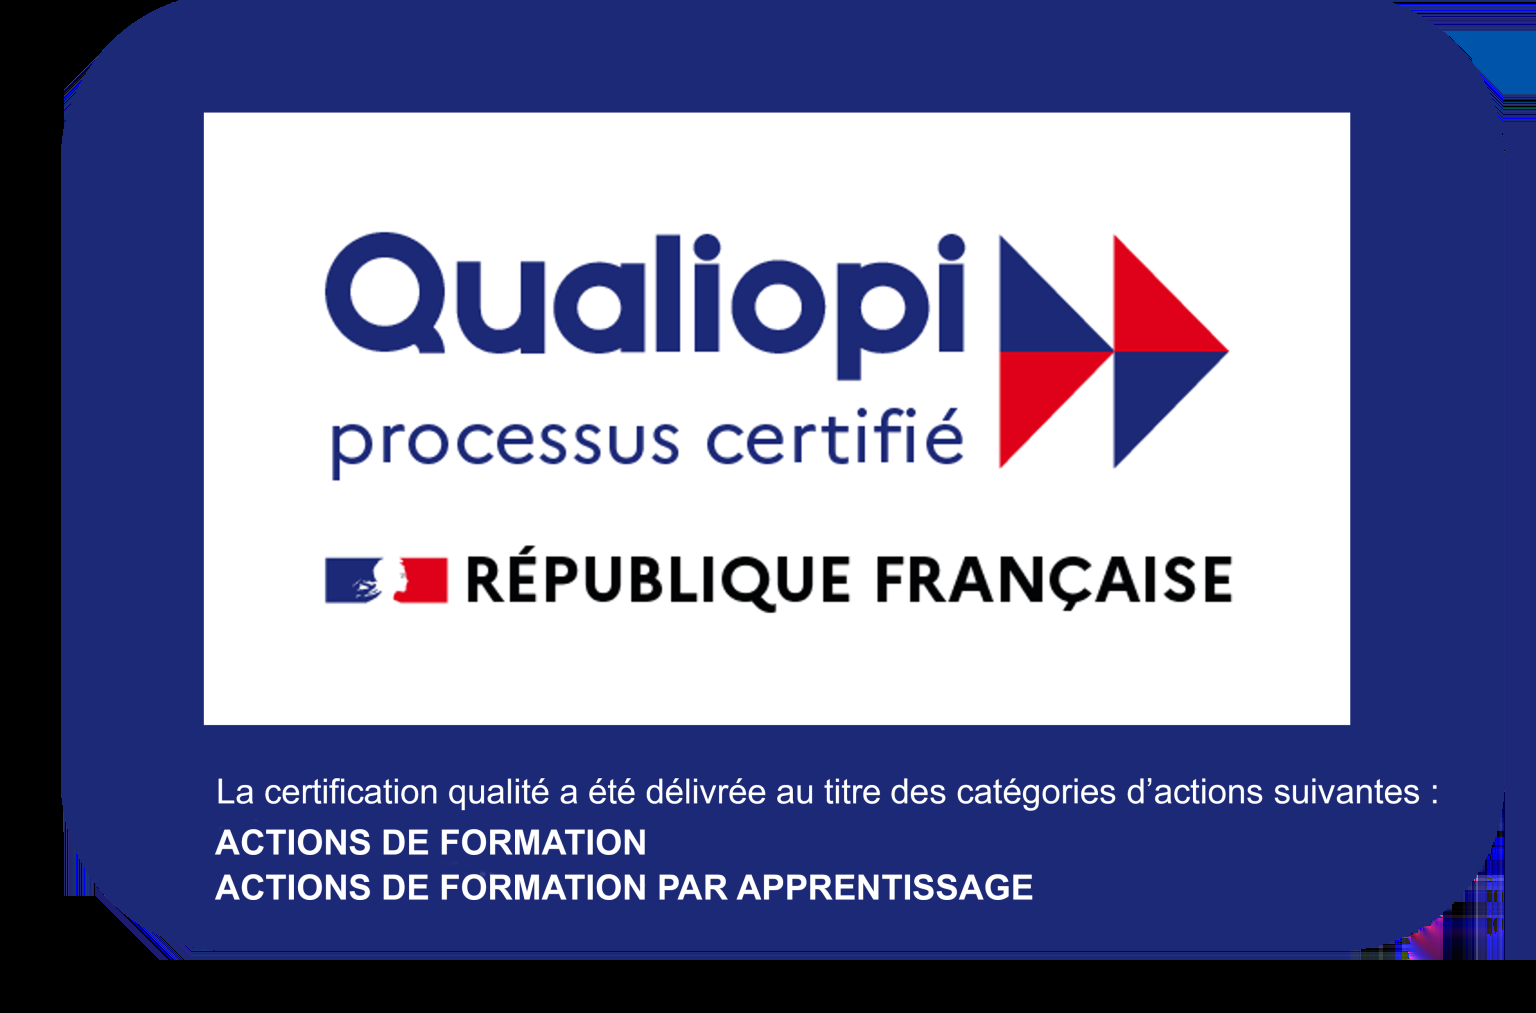 Qualiopi
processus certifié
RÉPUBLIQUE FRANÇAISE
La certification qualité a été délivrée au titre des catégories d’actions suivantes :
ACTIONS DE FORMATION
ACTIONS DE FORMATION PAR APPRENTISSAGE